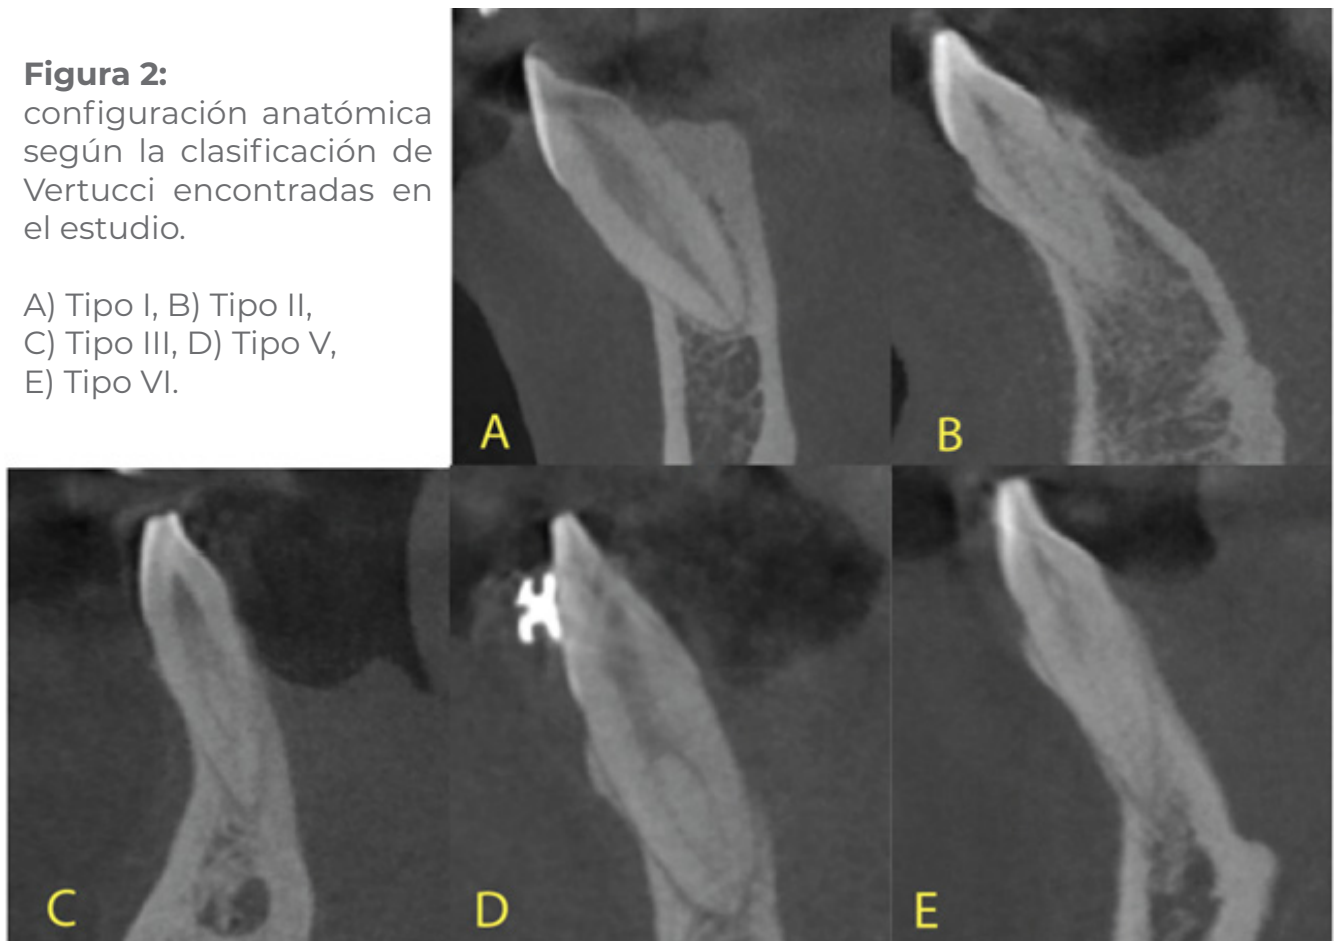 Figura 2:
configuración anatómica
según la clasificación de
Vertucci encontradas en
el estudio.
A) Tipo I, B) Tipo II,
C) Tipo III, D) Tipo V,
E) Tipo VI.
A
B
C
D
E